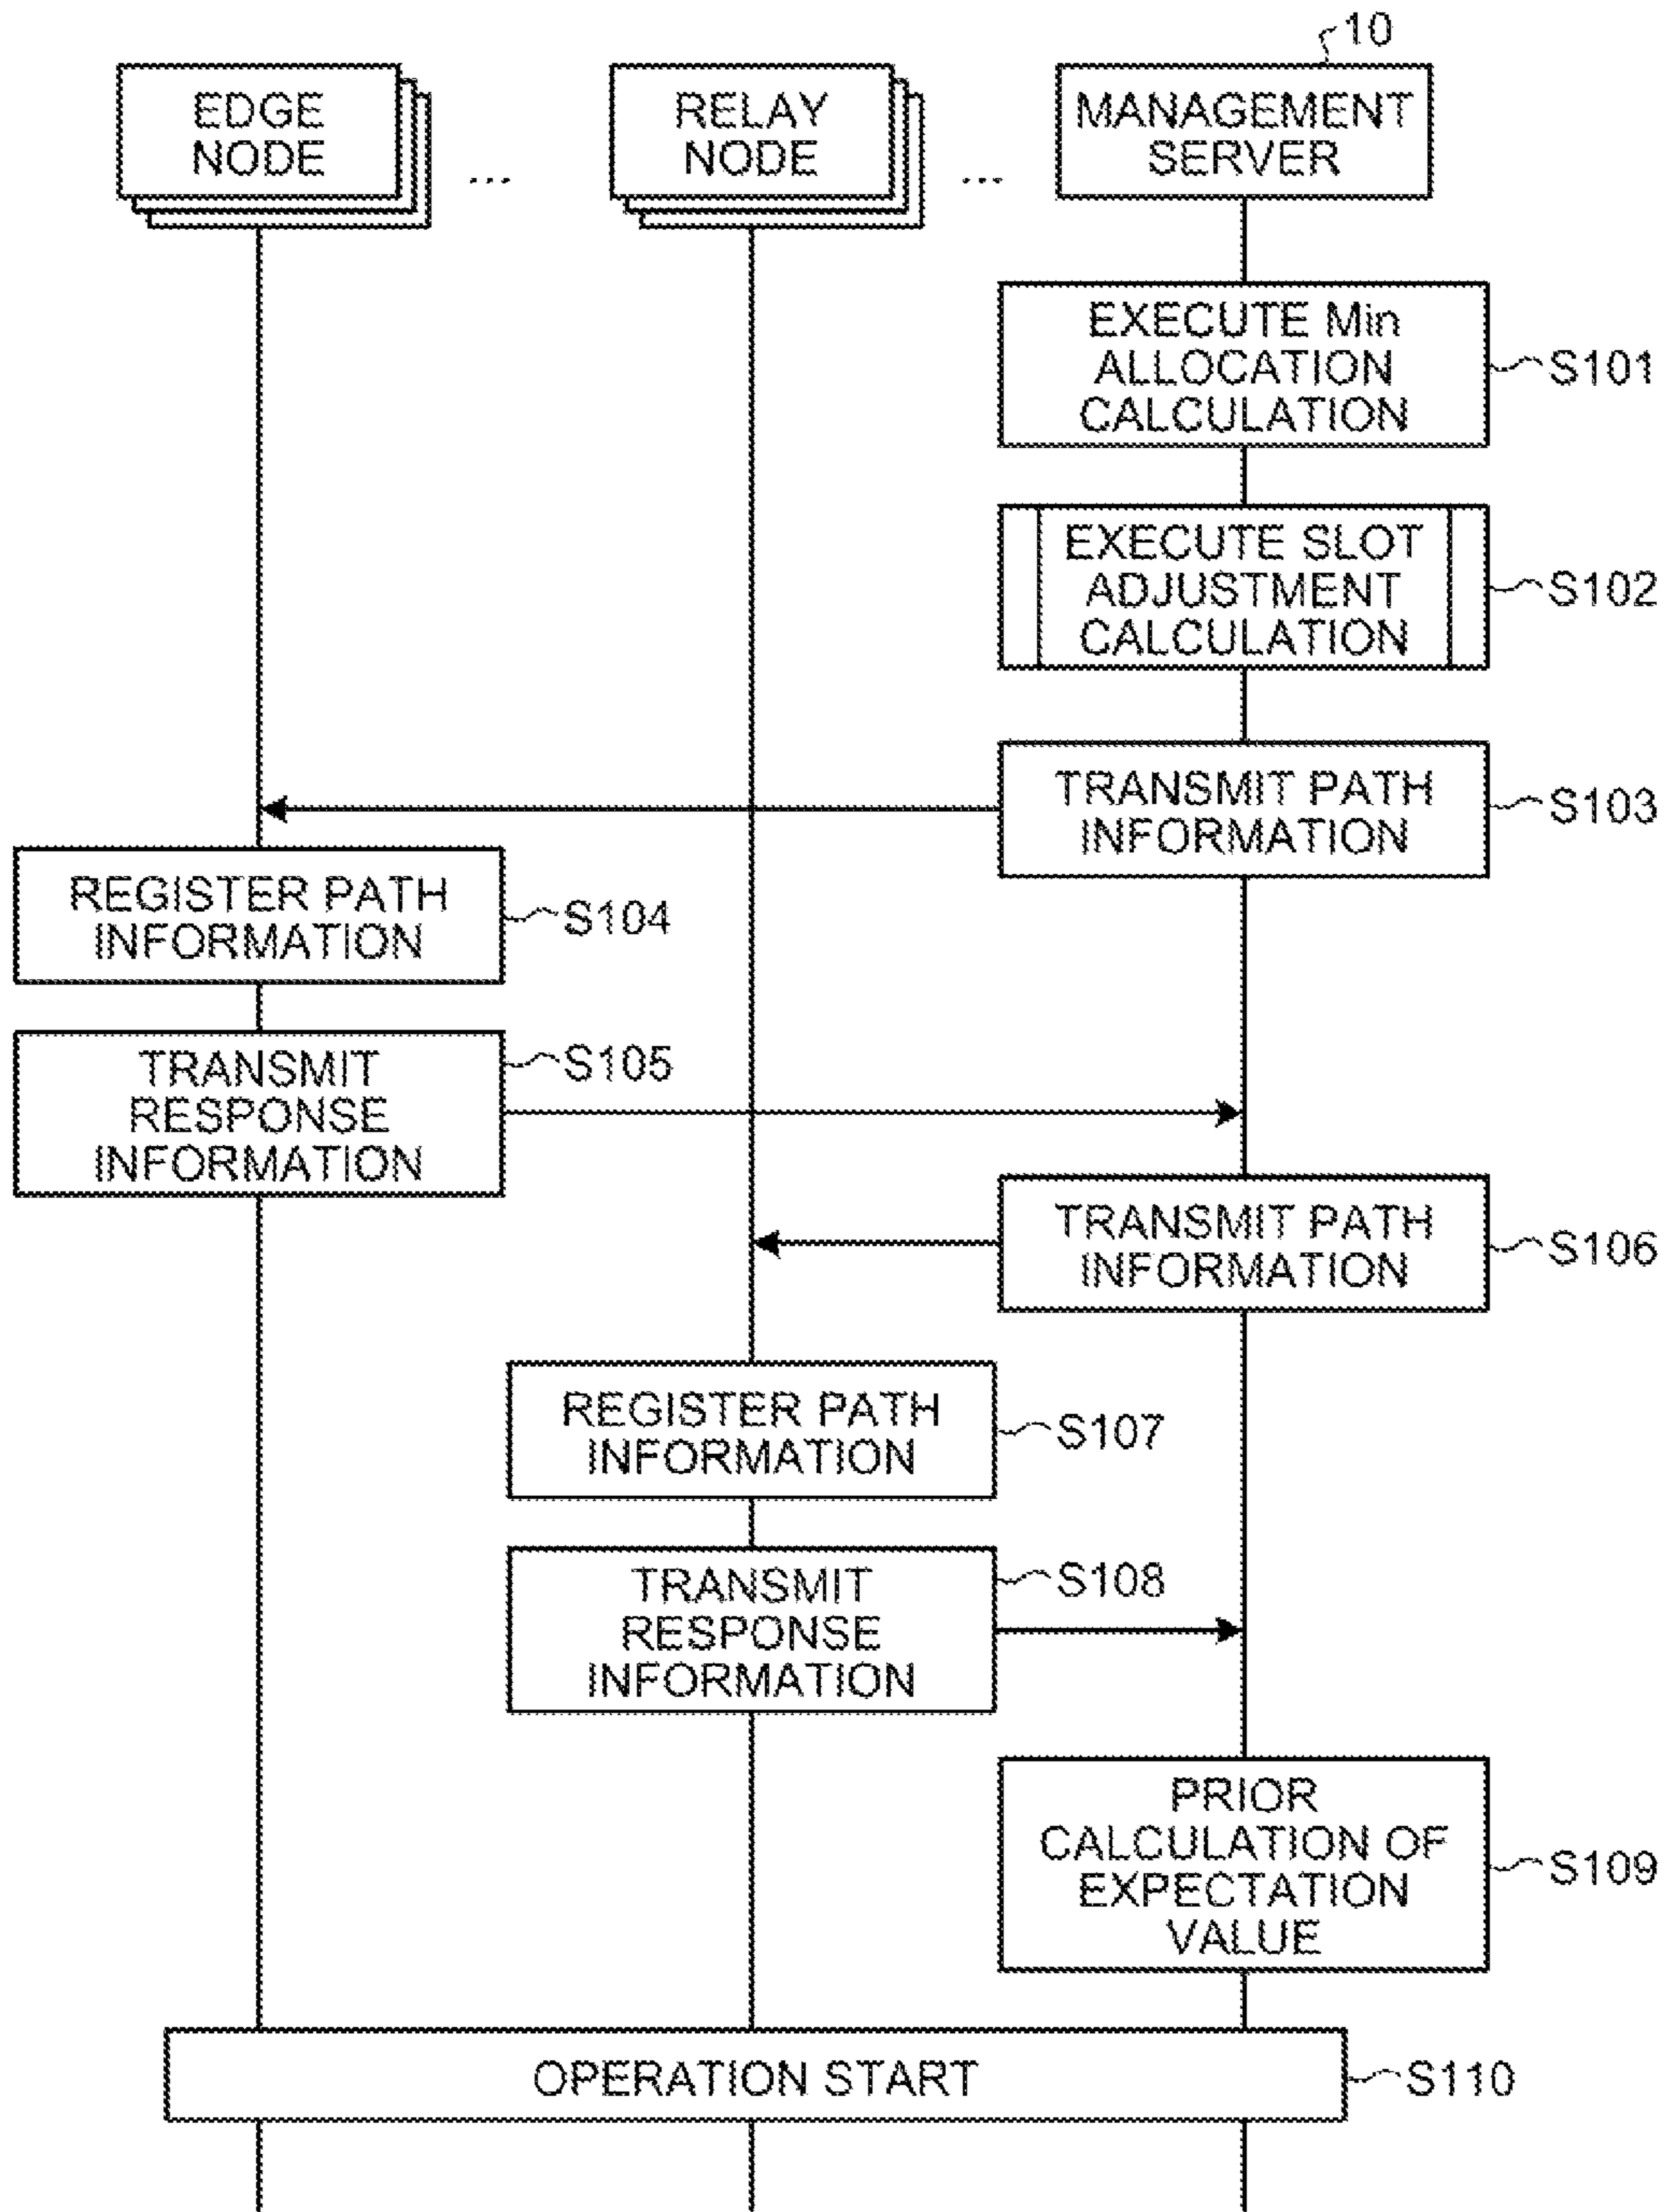 10
EDGE
NODE
...
RELAY
NODE
...
MANAGEMENT
SERVER
EXECUTE Min
ALLOCATION
CALCULATION
S101
EXECUTE SLOT
ADJUSTMENT
CALCULATION
S102
TRANSMIT PATH
INFORMATION
S103
REGISTER PATH
INFORMATION
S104
TRANSMIT
RESPONSE
INFORMATION
S105
TRANSMIT PATH
INFORMATION
S106
REGISTER PATH
INFORMATION
S107
TRANSMIT
RESPONSE
INFORMATION
S108
PRIOR
CALCULATION OF
EXPECTATION
VALUE
S109
OPERATION START
S110